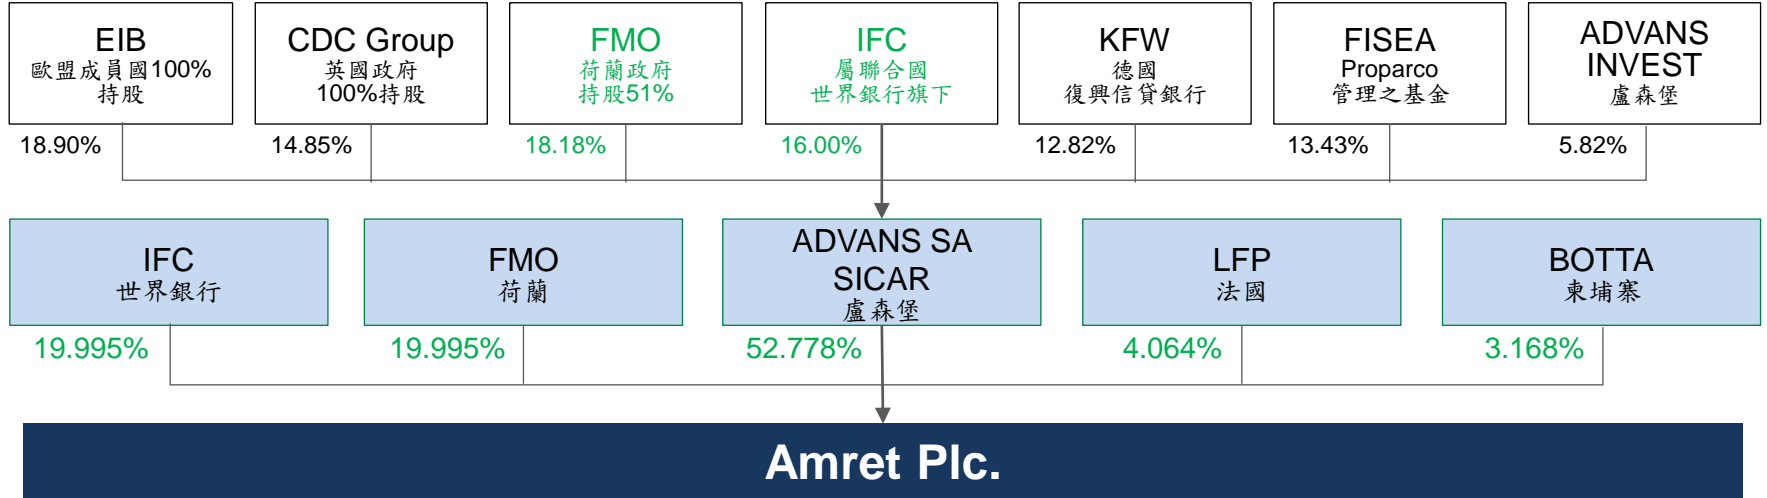 EIB
歐盟成員國100%
持股
CDC Group
英國政府
100%持股
FMO
荷蘭政府
持股51%
IFC
屬聯合國
世界銀行旗下
KFW
德國
復興信貸銀行
FISEA
Proparco
管理之基金
ADVANS
INVEST
盧森堡
18.90%
14.85%
18.18%
16.00%
12.82%
13.43%
5.82%
IFC
世界銀行
FMO
荷蘭
ADVANS SA
SICAR
盧森堡
LFP
法國
BOTTA
柬埔寨
19.995%
19.995%
52.778%
4.064%
3.168%
Amret Plc.